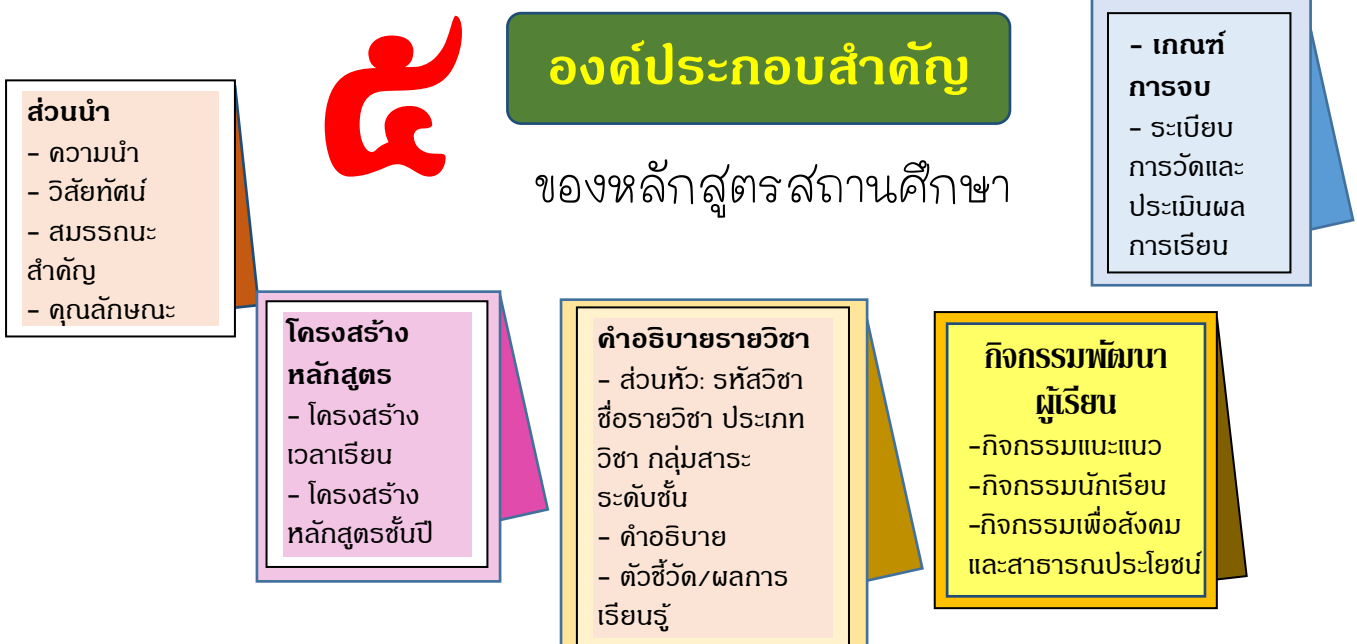 ๕
องค์ประกอบสำคัญ
ของหลักสูตรสถานศึกษา
ส่วนนำ
- ความนำ
- วิสัยทัศน์
- สมรรถนะ
สำคัญ
- คุณลักษณะ
โครงสร้าง
หลักสูตร
- โครงสร้าง
เวลาเรียน
- โครงสร้าง
หลักสูตรชั้นปี
คำอธิบายรายวิชา
- ส่วนหัว: รหัสวิชา
ชื่อรายวิชา ประเภท
วิชา กลุ่มสาระ
ระดับชั้น
- คำอธิบาย
- ตัวชี้วัด/ผลการ
เรียนรู้
กิจกรรมพัฒนา
ผู้เรียน
-กิจกรรมแนะแนว
-กิจกรรมนักเรียน
-กิจกรรมเพื่อสังคม
และสาธารณประโยชน์
- เกณฑ์
การจบ
- ระเบียบ
การวัดและ
ประเมินผล
การเรียน